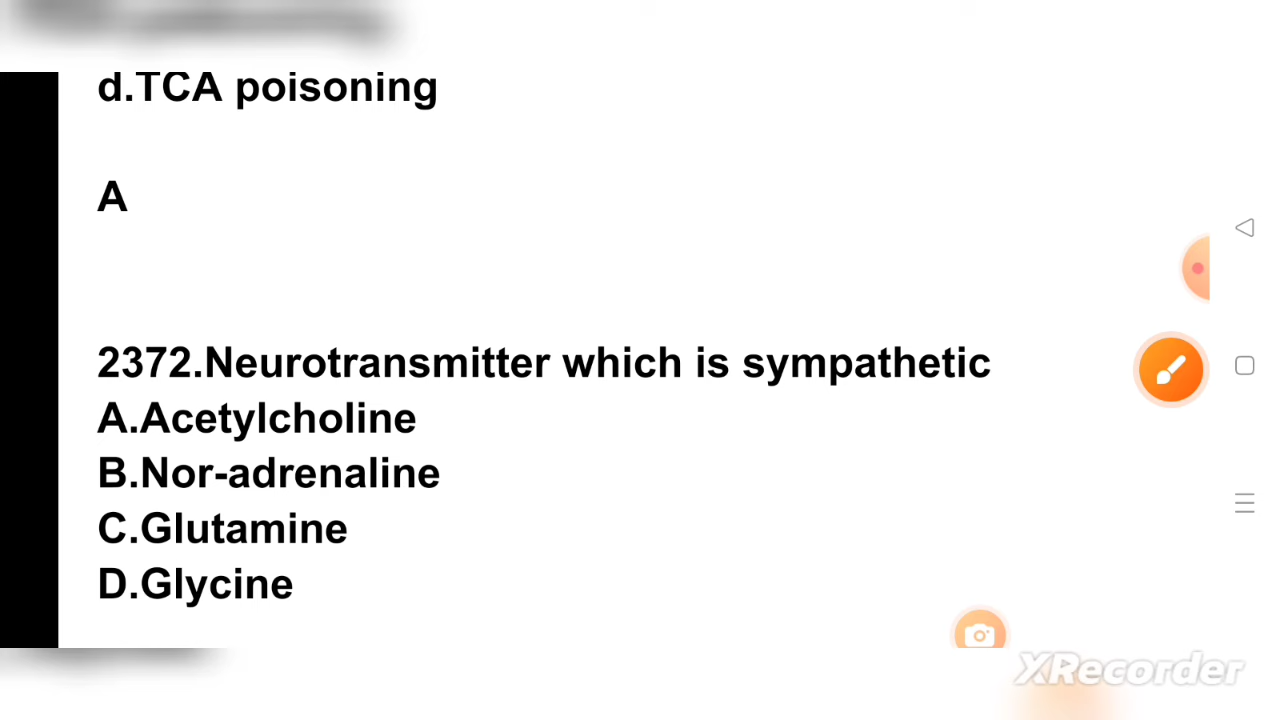 d.TCA poisoning
A
2372.Neurotransmitter which is sympathetic
A.Acetylcholine
B.Nor-adrenaline
C.Glutamine
D.Glycine
XRecorder